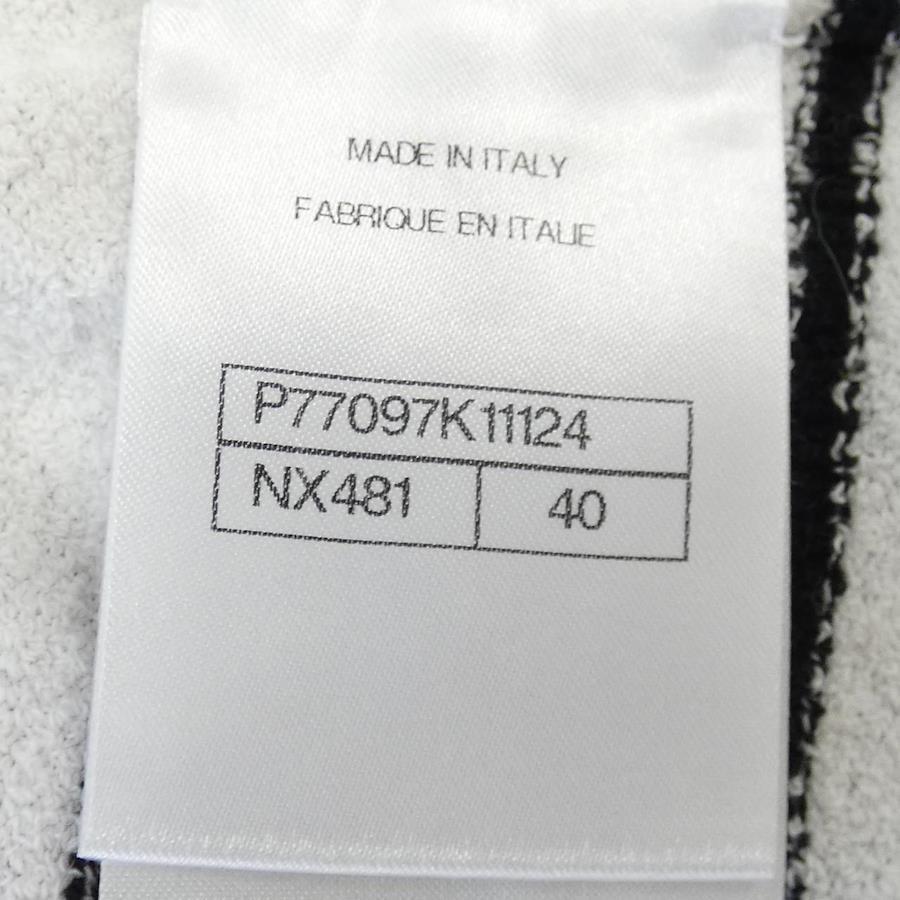 MADE IN ITALY
FABRIQUE EN ITALIE
P77097K11124
NX481 40